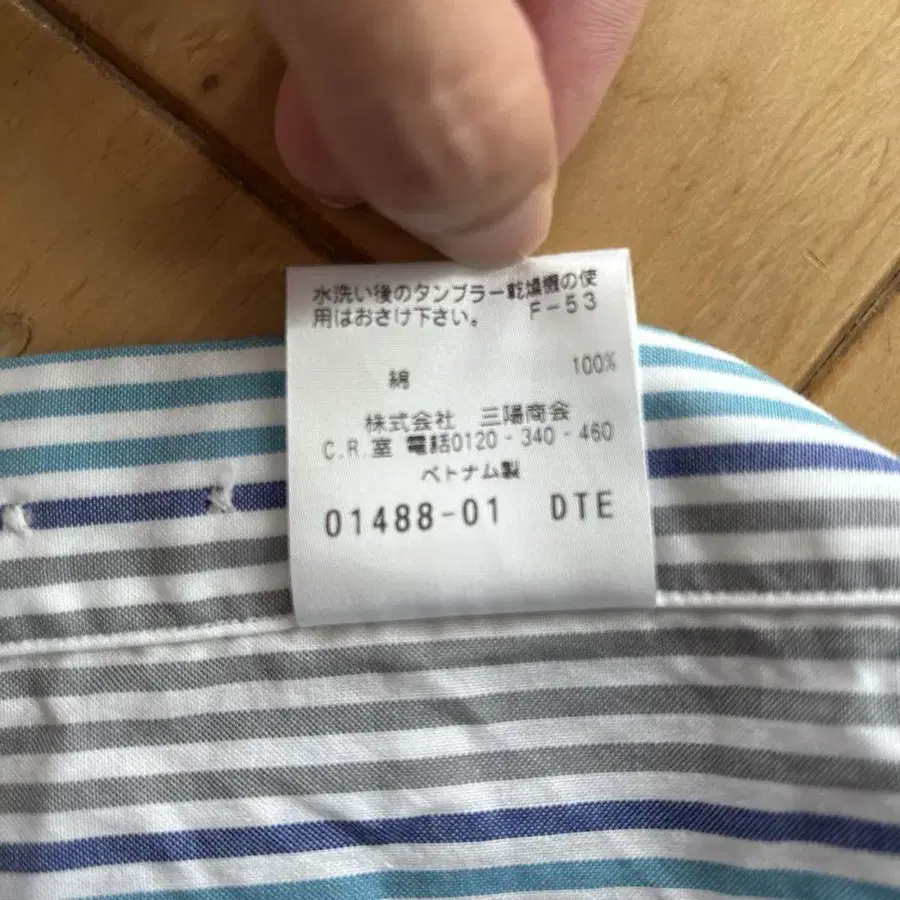 水洗い後のタンブラー乾燥機の使
用はおさけ下さい。 F-53
綿 100%
株式会社 三陽商会
C.R.室 電話0120-340-460
ベトナム製
01488-01 DTE